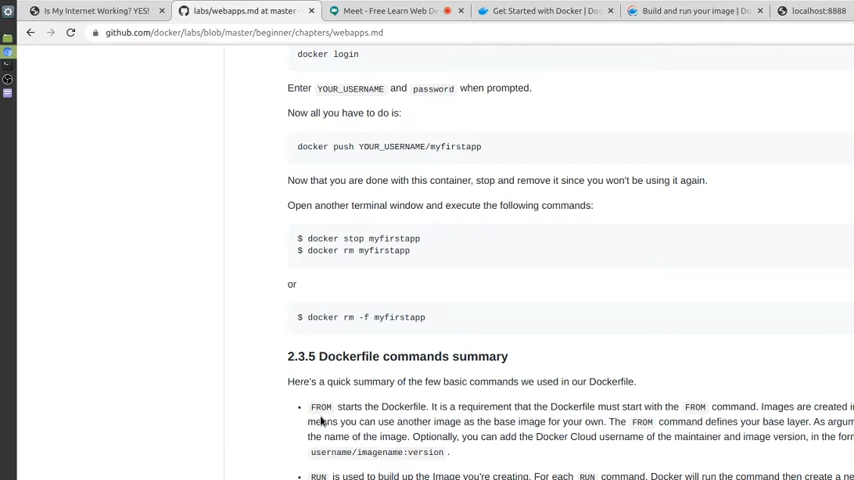 Is My Internet Working? YES!
labs/webapps.md at master
Meet - Free Learn Web De
Get Started with Docker | Do
Build and run your image | Do
localhost:8888
github.com/docker/labs/blob/master/beginner/chapters/webapps.md
docker login
Enter YOUR_USERNAME and password when prompted.
Now all you have to do is:
docker push YOUR_USERNAME/myfirstapp
Now that you are done with this container, stop and remove it since you won't be using it again.
Open another terminal window and execute the following commands:
$ docker stop myfirstapp
$ docker rm myfirstapp
or
$ docker rm -f myfirstapp
2.3.5 Dockerfile commands summary
Here's a quick summary of the few basic commands we used in our Dockerfile.
• FROM starts the Dockerfile. It is a requirement that the Dockerfile must start with the FROM command. Images are created in
means you can use another image as the base image for your own. The FROM command defines your base layer. As argum
the name of the image. Optionally, you can add the Docker Cloud username of the maintainer and image version, in the form
username/imagename:version .
• RUN is used to build up the Image you're creating. For each RUN command, Docker will run the command then create a new